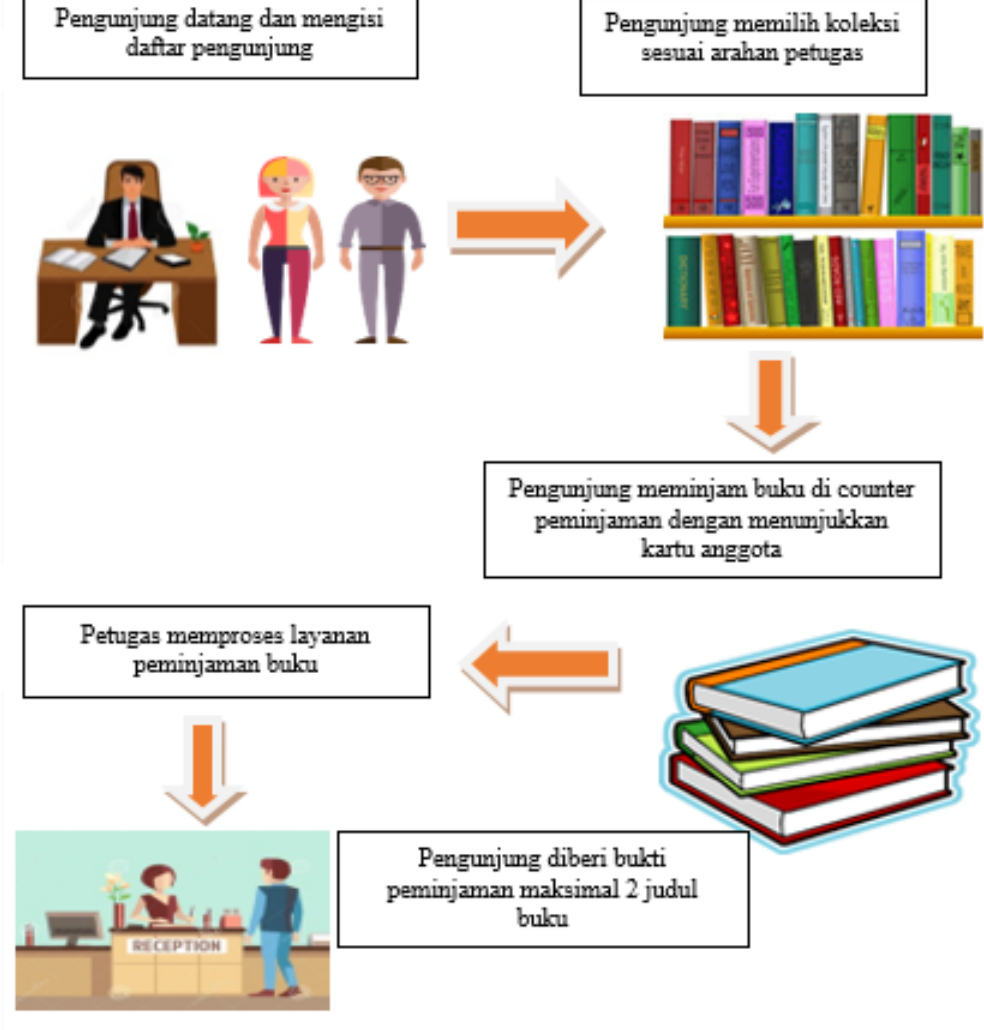 Pengunjung datang dan mengisi
daftar pengunjung
Pengunjung memilih koleksi
sesuai arahan petugas
Pengunjung meminjam buku di counter
peminjaman dengan menunjukkan
kartu anggota
Petugas memproses layanan
peminjaman buku
Pengunjung diberi bukti
peminjaman maksimal 2 judul
buku
RECEPTION
DICTIONARY